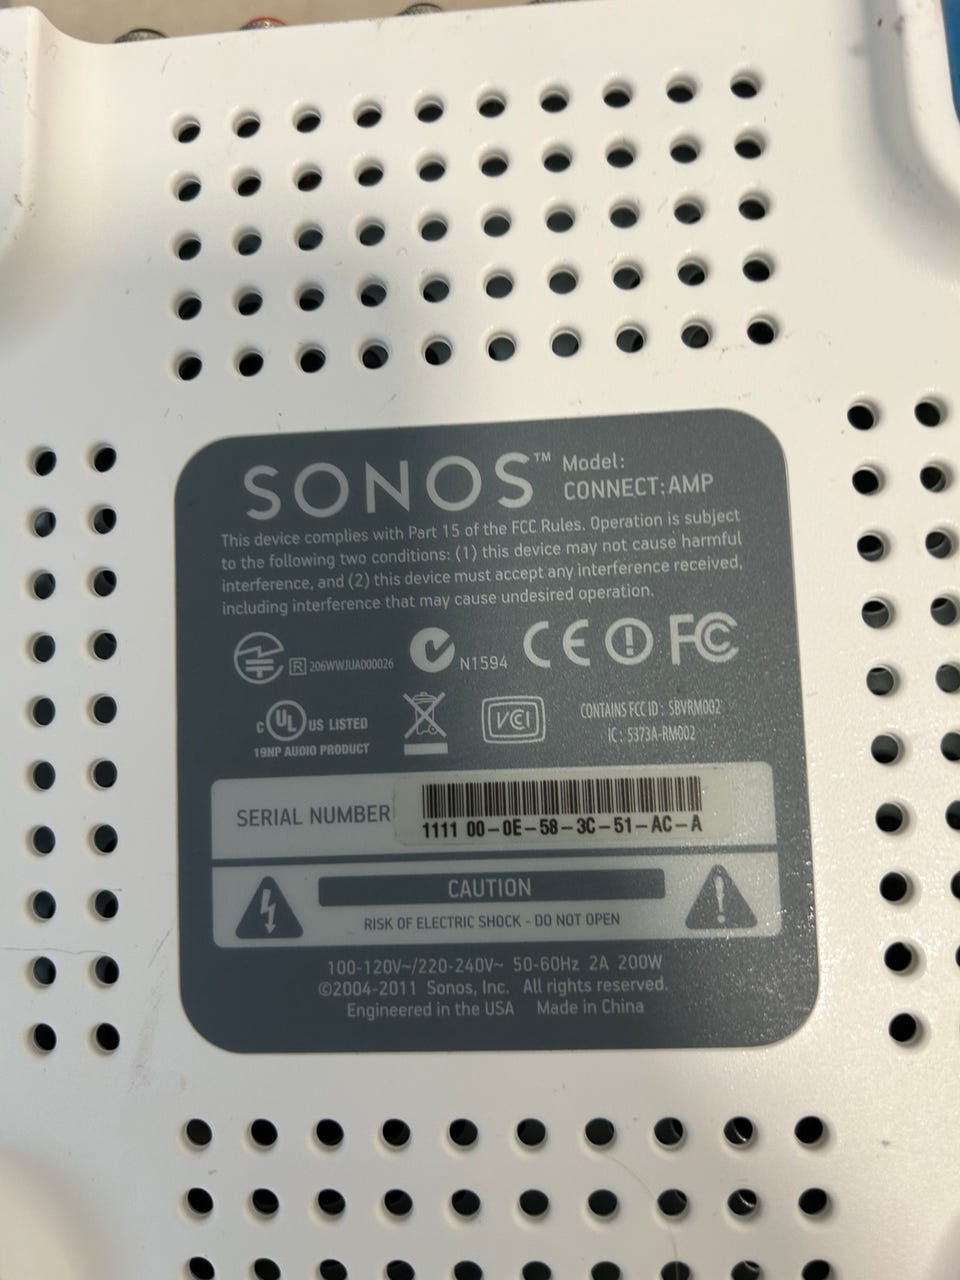 SONOS™ Model:
CONNECT:AMP
This device complies with Part 15 of the FCC Rules. Operation is subject
to the following two conditions: (1) this device may not cause harmful
interference, and (2) this device must accept any interference received,
including interference that may cause undesired operation.
R 206WWJUA000026 N1594 CE FC
c UL US LISTED
19NP AUDIO PRODUCT
VCI
CONTAINS FCC ID : SBVRM002
IC : 5373A-RM002
SERIAL NUMBER
1111 00-0E-58-3C-51-AC-A
CAUTION
RISK OF ELECTRIC SHOCK - DO NOT OPEN
100-120V~/220-240V~ 50-60Hz 2A 200W
©2004-2011 Sonos, Inc. All rights reserved.
Engineered in the USA Made in China